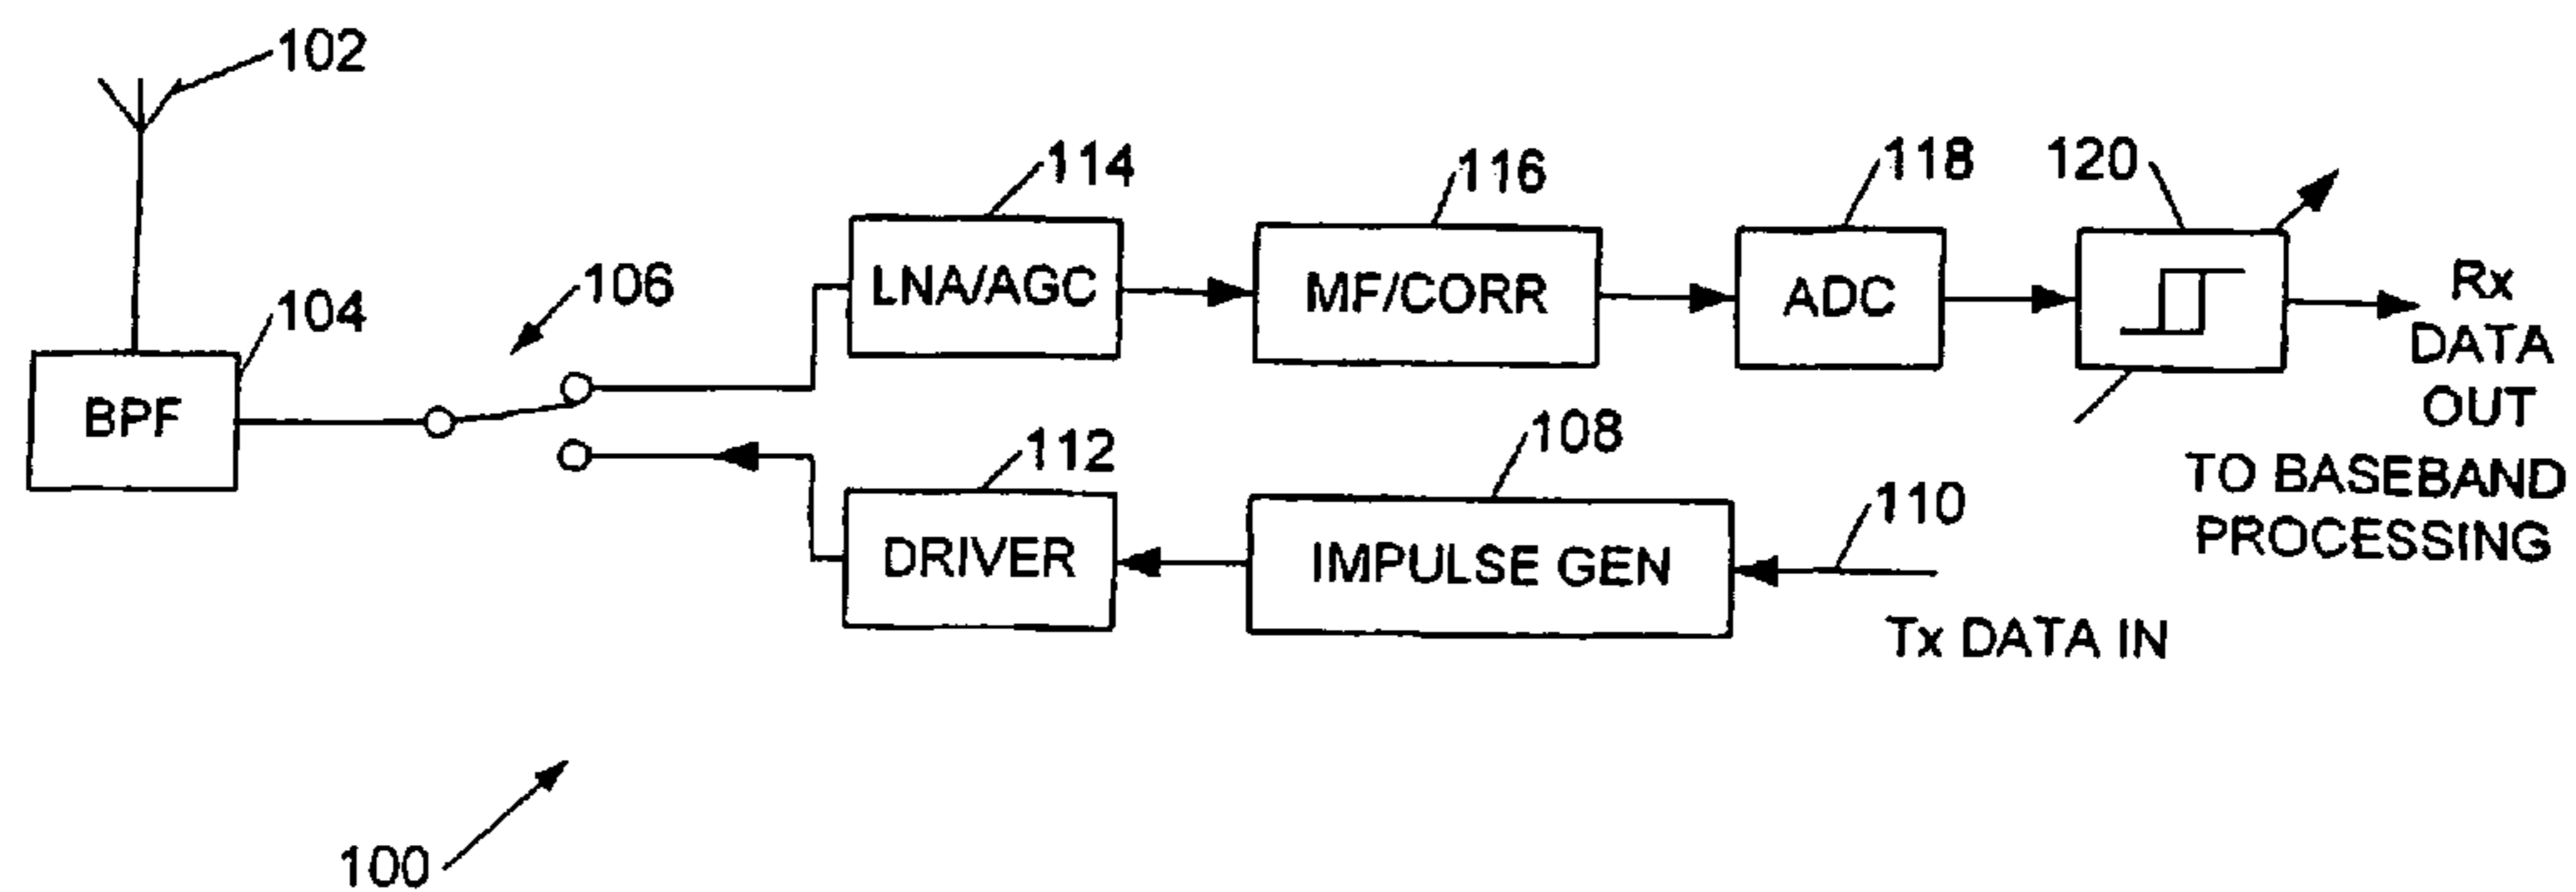 102
114
116
118
120
106
104
LNA/AGC
MF/CORR
ADC
Rx
DATA
OUT
BPF
112
108
110
TO BASEBAND
PROCESSING
DRIVER
IMPULSE GEN
Tx DATA IN
100